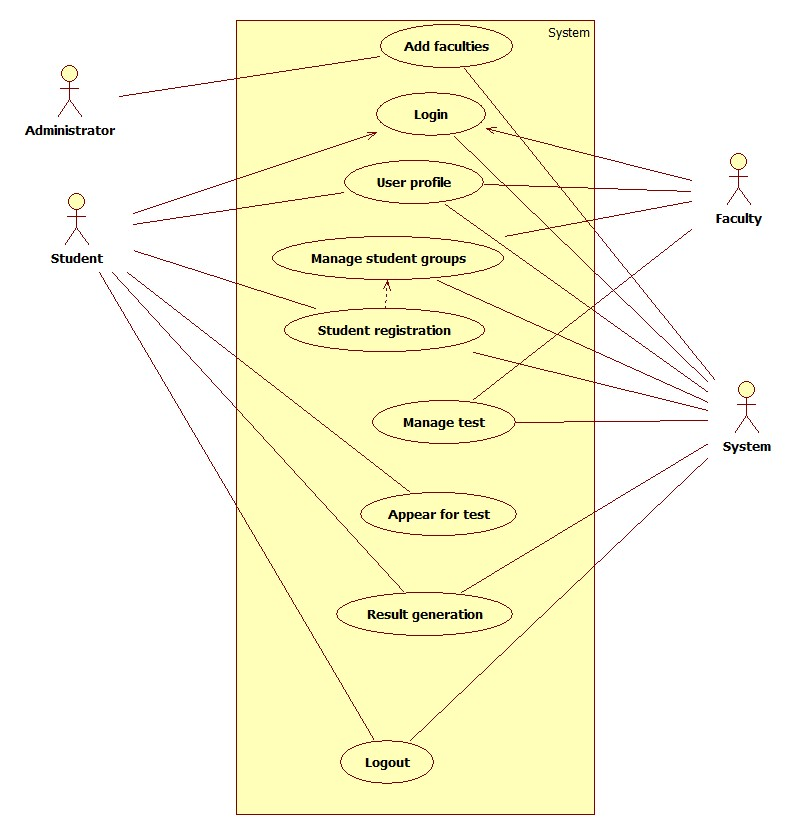 System
Add faculties
Login
Administrator
User profile
Faculty
Student
Manage student groups
Student registration
Manage test
System
Appear for test
Result generation
Logout